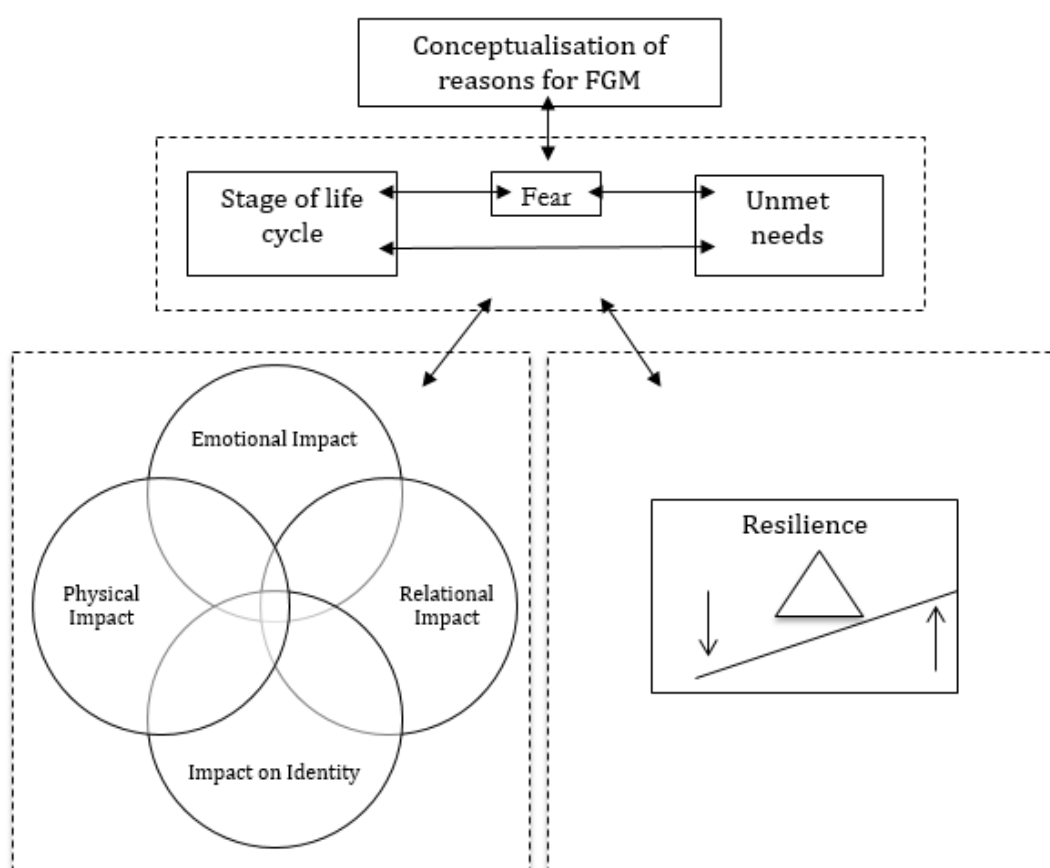 Conceptualisation of
reasons for FGM
Stage of life
cycle
Fear
Unmet
needs
Emotional Impact
Physical
Impact
Relational
Impact
Impact on Identity
Resilience